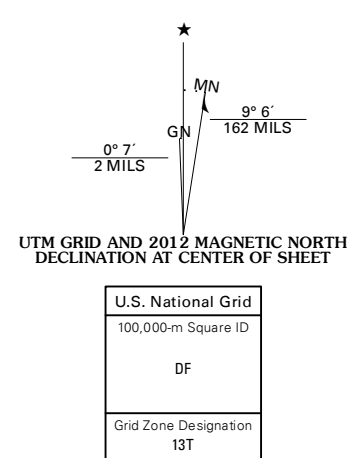 ★
MN
GN
9° 6´
162 MILS
0° 7´
2 MILS
UTM GRID AND 2012 MAGNETIC NORTH
DECLINATION AT CENTER OF SHEET
U.S. National Grid
100,000-m Square ID
DF
Grid Zone Designation
13T